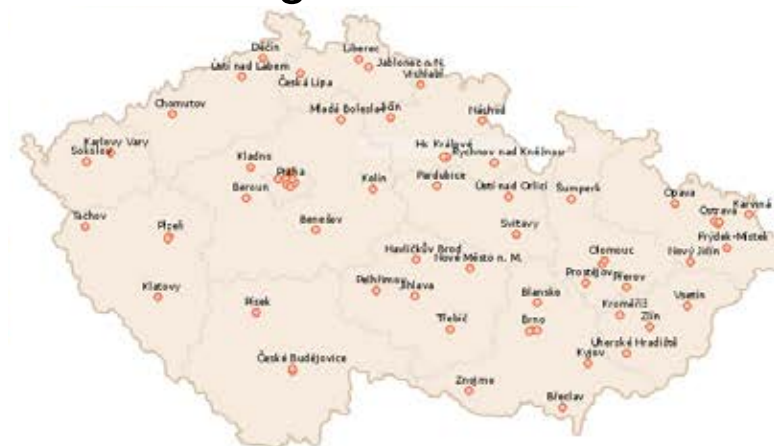 Děčín
Liberec
Ústí nad Labem
Jablonec n.N.
Česká Lípa
Vrchlabí
Chomutov
Mladá Boleslav
Jičín
Náchod
Karlovy Vary
Sokolov
Hr. Králové
Rychnov nad Kněžnou
Kladno
Praha
Beroun
Kolín
Pardubice
Ústí nad Orlicí
Šumperk
Opava
Karviná
Ostrava
Tachov
Plzeň
Benešov
Svitavy
Frýdek-Místek
Havlíčkův Brod
Nové Město n. M.
Olomouc
Nový Jičín
Prostějov
Přerov
Klatovy
Pelhřimov
Jihlava
Blansko
Písek
Kroměříž
Vsetín
Třebíč
Brno
Zlín
Uherské Hradiště
České Budějovice
Kyjov
Znojmo
Břeclav